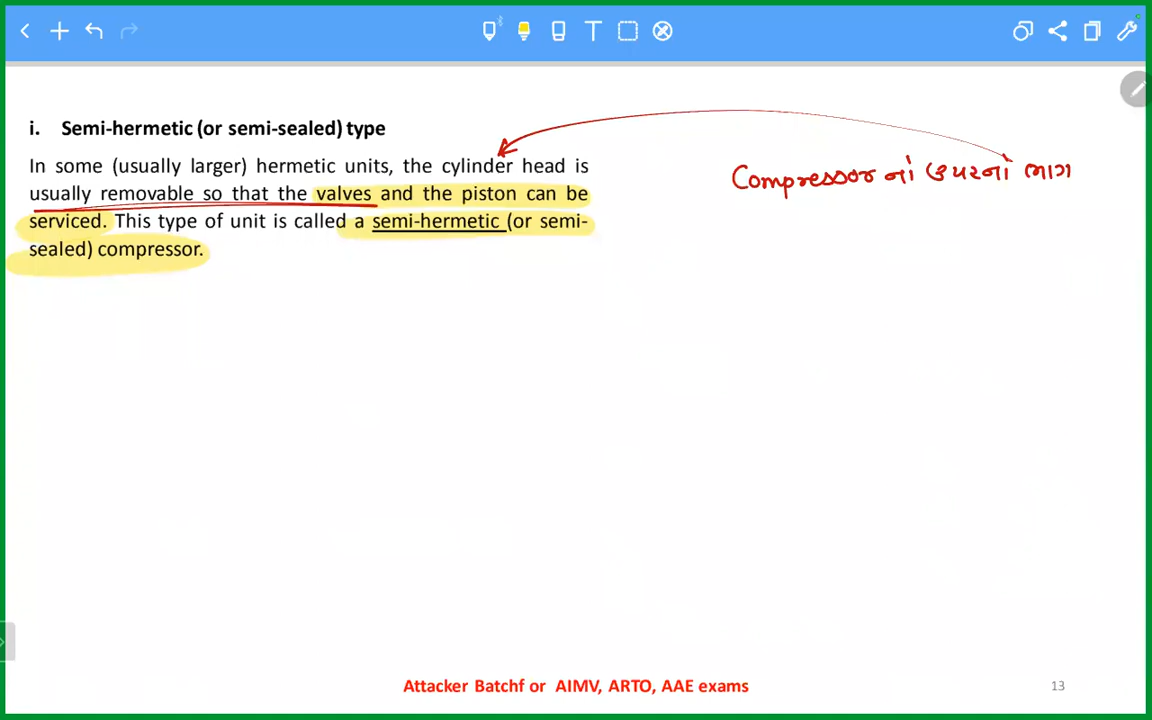 i. Semi-hermetic (or semi-sealed) type
In some (usually larger) hermetic units, the cylinder head is
usually removable so that the valves and the piston can be
serviced. This type of unit is called a semi-hermetic (or semi-
sealed) compressor.
Compressor નાં ઉપરનો ભાગ
Attacker Batchf or AIMV, ARTO, AAE exams
13